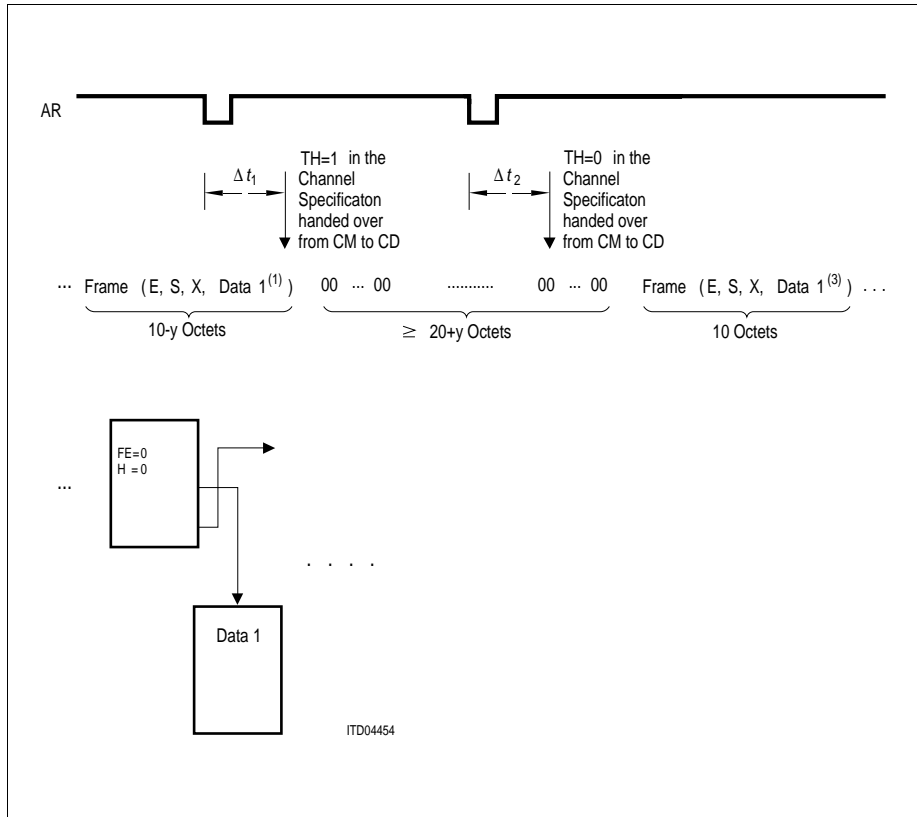 AR
Δ t1
TH=1 in the
Channel
Specificaton
handed over
from CM to CD
Δ t2
TH=0 in the
Channel
Specificaton
handed over
from CM to CD
... Frame (E, S, X, Data 1(1)) 00 ... 00 ........... 00 ... 00 Frame (E, S, X, Data 1(3)) . . .
10-y Octets ≥ 20+y Octets 10 Octets
FE=0
H =0
...
. . . .
Data 1
ITD04454